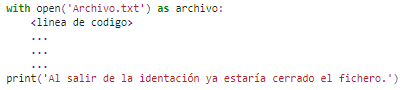 with open('Archivo.txt') as archivo:
    <linea de codigo>
    ...
    ...
    ...
print('Al salir de la identación ya estaría cerrado el fichero.')